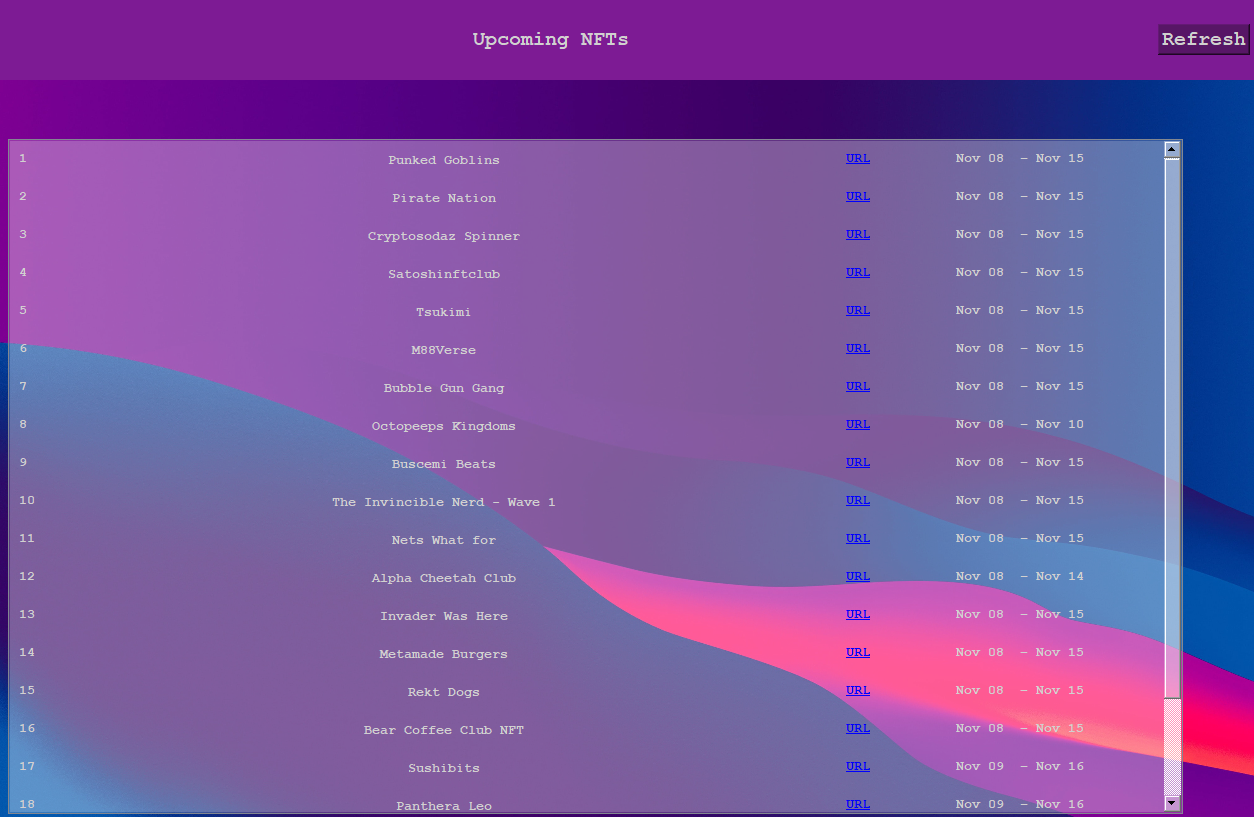 Upcoming NFTs
Refresh
1 Punked Goblins URL Nov 08 – Nov 15
2 Pirate Nation URL Nov 08 – Nov 15
3 Cryptosodaz Spinner URL Nov 08 – Nov 15
4 Satoshinftclub URL Nov 08 – Nov 15
5 Tsukimi URL Nov 08 – Nov 15
6 M88Verse URL Nov 08 – Nov 15
7 Bubble Gun Gang URL Nov 08 – Nov 15
8 Octopeeps Kingdoms URL Nov 08 – Nov 10
9 Buscemi Beats URL Nov 08 – Nov 15
10 The Invincible Nerd – Wave 1 URL Nov 08 – Nov 15
11 Nets What for URL Nov 08 – Nov 15
12 Alpha Cheetah Club URL Nov 08 – Nov 14
13 Invader Was Here URL Nov 08 – Nov 15
14 Metamade Burgers URL Nov 08 – Nov 15
15 Rekt Dogs URL Nov 08 – Nov 15
16 Bear Coffee Club NFT URL Nov 08 – Nov 15
17 Sushibits URL Nov 09 – Nov 16
18 Panthera Leo URL Nov 09 – Nov 16